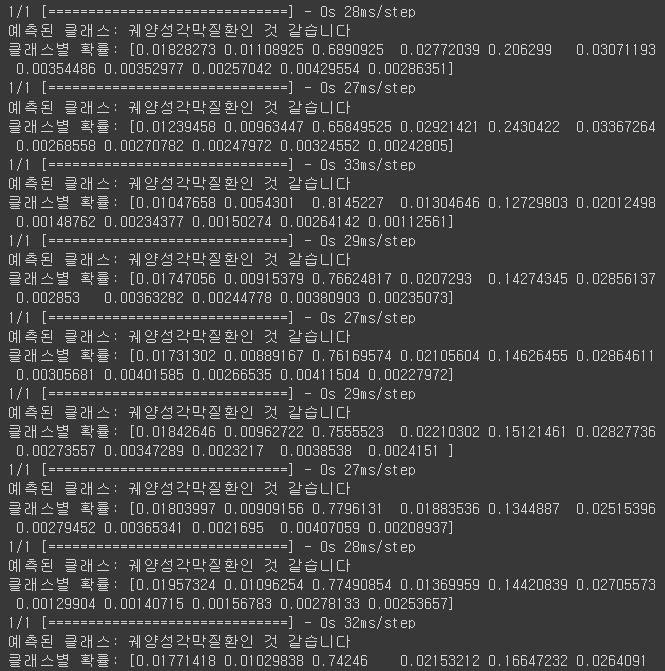 1/1 [==============================] - 0s 28ms/step
예측된 클래스: 궤양성각막질환인 것 같습니다
클래스별 확률: [0.01828273 0.01108925 0.6890925  0.02772039 0.206299   0.03071193
 0.00354486 0.00352977 0.00257042 0.00429554 0.00286351]
1/1 [==============================] - 0s 27ms/step
예측된 클래스: 궤양성각막질환인 것 같습니다
클래스별 확률: [0.01239458 0.00963447 0.65849525 0.02921421 0.2430422  0.03367264
 0.00268558 0.00270782 0.00247972 0.00324552 0.00242805]
1/1 [==============================] - 0s 33ms/step
예측된 클래스: 궤양성각막질환인 것 같습니다
클래스별 확률: [0.01047658 0.0054301  0.8145227  0.01304646 0.12729803 0.02012498
 0.00148762 0.00234377 0.00150274 0.00264142 0.00112561]
1/1 [==============================] - 0s 29ms/step
예측된 클래스: 궤양성각막질환인 것 같습니다
클래스별 확률: [0.01747056 0.00915379 0.76624817 0.0207293  0.14274345 0.02856137
 0.002853   0.00363282 0.00244778 0.00380903 0.00235073]
1/1 [==============================] - 0s 27ms/step
예측된 클래스: 궤양성각막질환인 것 같습니다
클래스별 확률: [0.01731302 0.00889167 0.76169574 0.02105604 0.14626455 0.02864611
 0.00305681 0.00401585 0.00266535 0.00411504 0.00227972]
1/1 [==============================] - 0s 29ms/step
예측된 클래스: 궤양성각막질환인 것 같습니다
클래스별 확률: [0.01842646 0.00962722 0.7555523  0.02210302 0.15121461 0.02827736
 0.00273557 0.00347289 0.0023217  0.0038538  0.0024151 ]
1/1 [==============================] - 0s 27ms/step
예측된 클래스: 궤양성각막질환인 것 같습니다
클래스별 확률: [0.01803997 0.00909156 0.7796131  0.01883536 0.1344887  0.02515396
 0.00279452 0.00365341 0.0021695  0.00407059 0.00208937]
1/1 [==============================] - 0s 28ms/step
예측된 클래스: 궤양성각막질환인 것 같습니다
클래스별 확률: [0.01957324 0.01096254 0.77490854 0.01369959 0.14420839 0.02705573
 0.00129904 0.00140715 0.00156783 0.00278133 0.00253657]
1/1 [==============================] - 0s 32ms/step
예측된 클래스: 궤양성각막질환인 것 같습니다
클래스별 확률: [0.01771418 0.01029838 0.74246    0.02153212 0.16647232 0.0264091